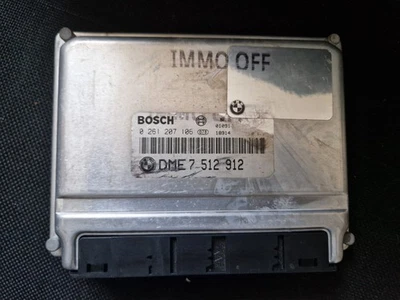 IMMO OFF
BOSCH
0 261 207 106
DME 7 512 912